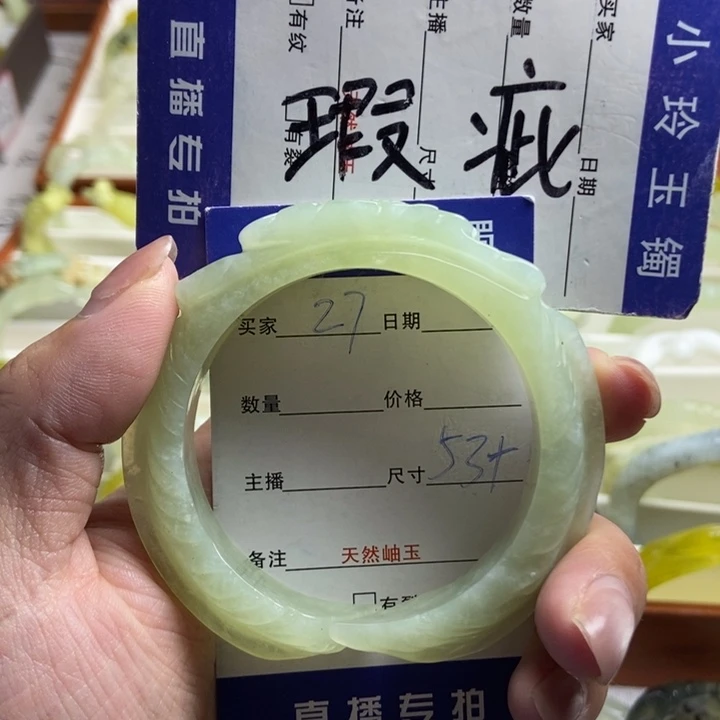 小玲玉镯
买家
日期
数量
主播
尺寸
备注
有纹
有裂
直播专拍
瑕疵
买家 27 日期
数量 价格
主播 尺寸 53+
备注 天然岫玉
直播专拍